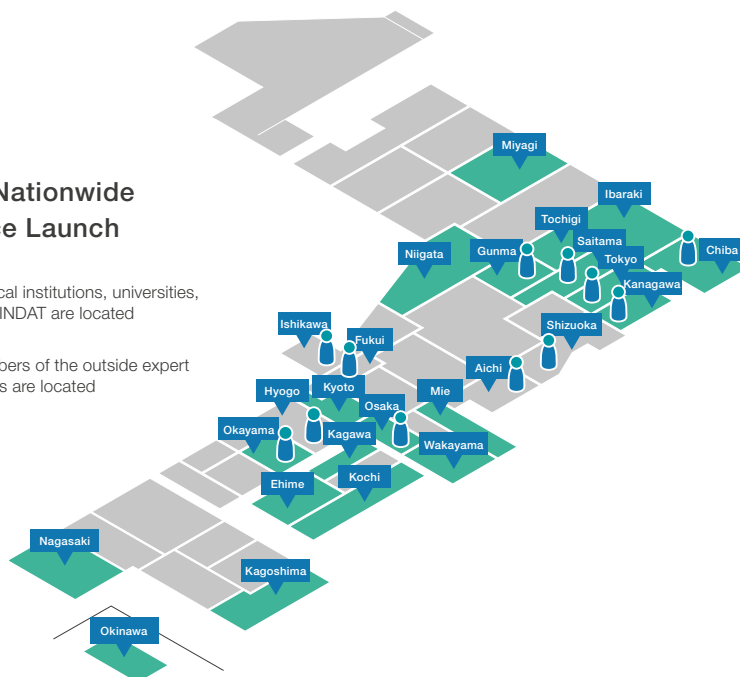 Nationwide
ce Launch
cal institutions, universities,
INDAT are located
bers of the outside expert
s are located
Miyagi
Ibaraki
Tochigi
Saitama
Niigata
Gunma
Tokyo
Chiba
Kanagawa
Ishikawa
Fukui
Shizuoka
Aichi
Hyogo
Kyoto
Mie
Osaka
Okayama
Kagawa
Wakayama
Ehime
Kochi
Nagasaki
Kagoshima
Okinawa